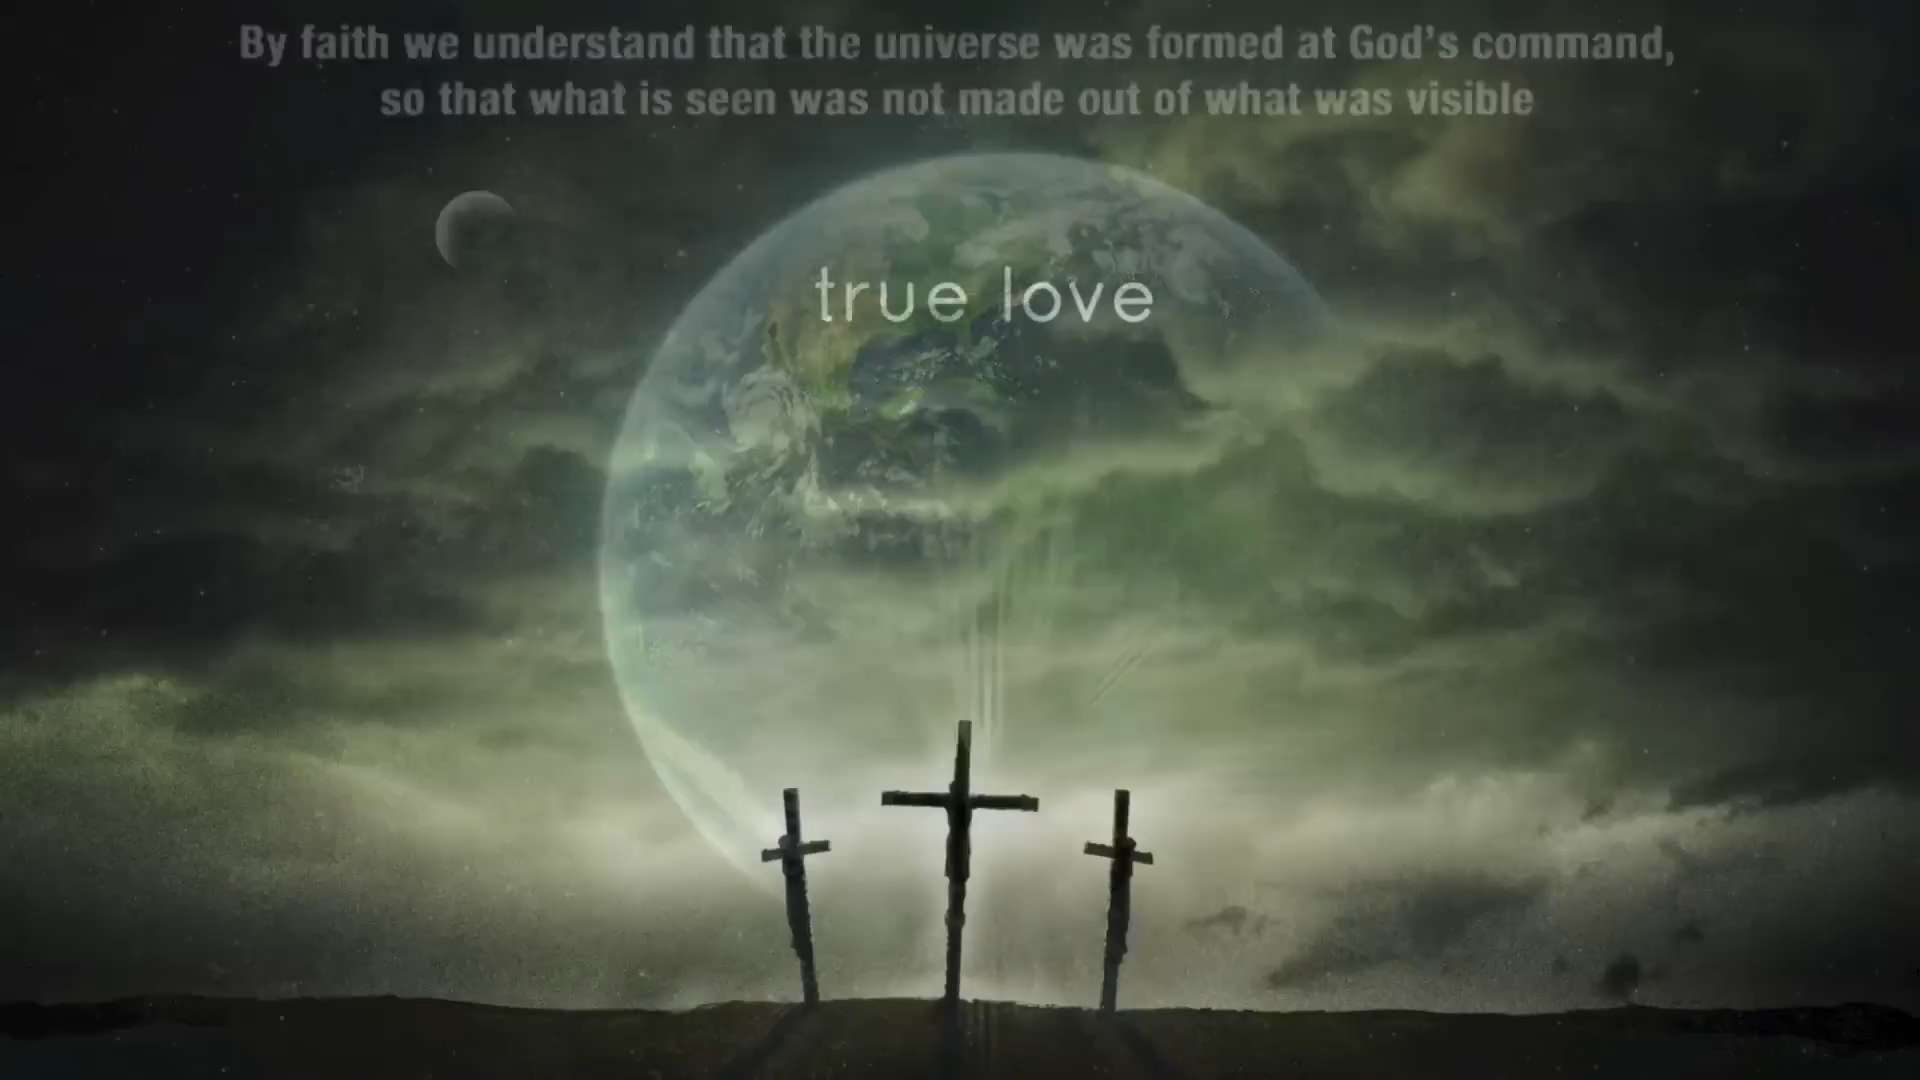 By faith we understand that the universe was formed at God's command,
so that what is seen was not made out of what was visible
true love